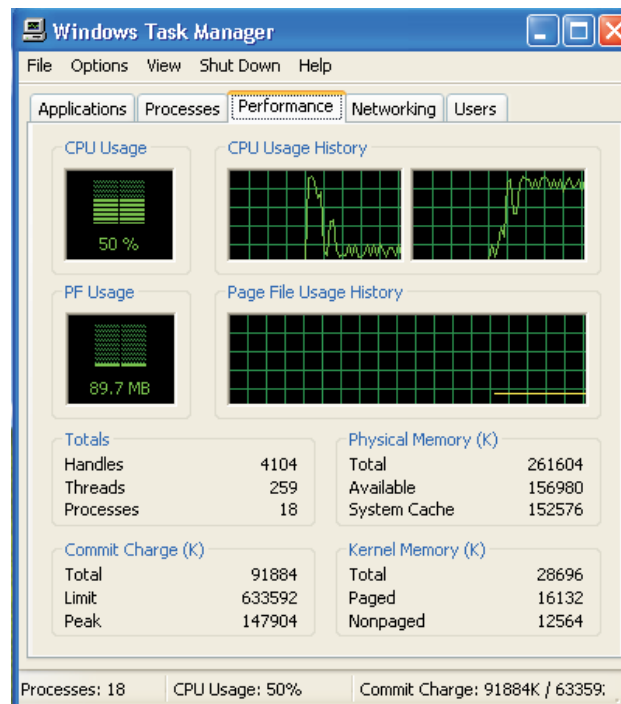 Windows Task Manager
File Options View Shut Down Help
Applications Processes Performance Networking Users
CPU Usage CPU Usage History
50 %
PF Usage Page File Usage History
89.7 MB
Totals Physical Memory (K)
Handles 4104 Total 261604
Threads 259 Available 156980
Processes 18 System Cache 152576
Commit Charge (K) Kernel Memory (K)
Total 91884 Total 28696
Limit 633592 Paged 16132
Peak 147904 Nonpaged 12564
Processes: 18 CPU Usage: 50% Commit Charge: 91884K /